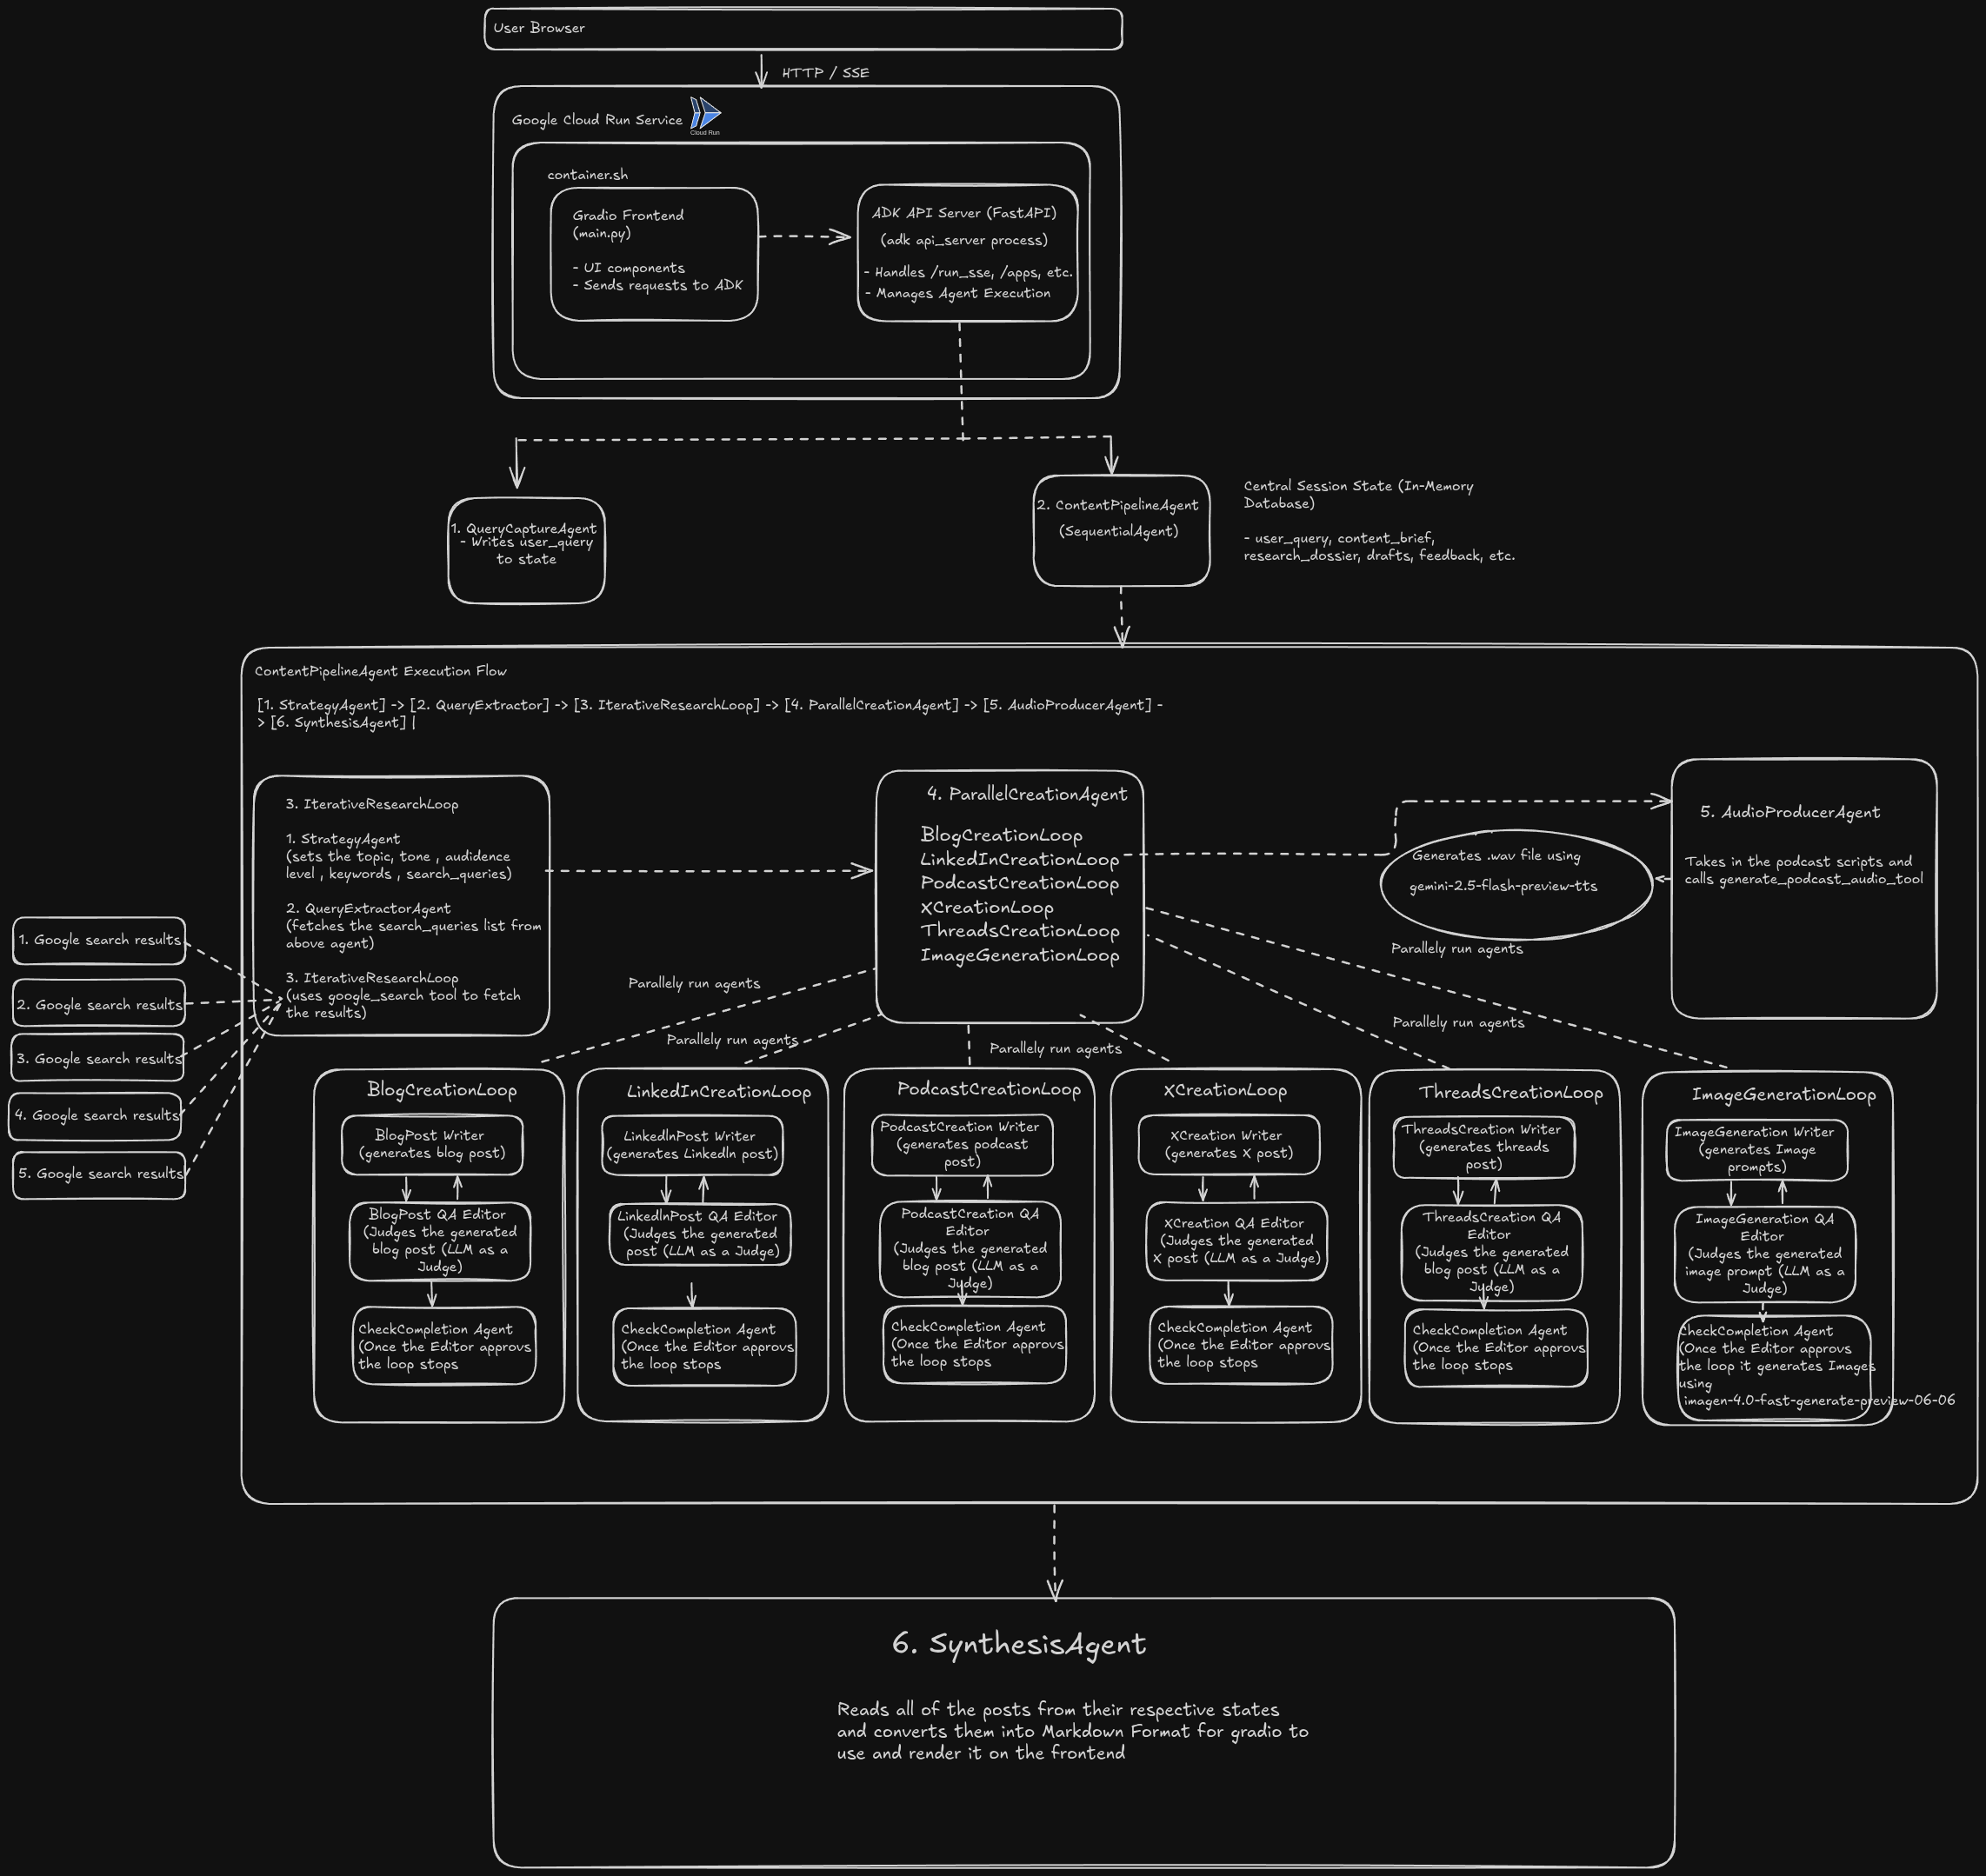 User Browser
HTTP / SSE
Google Cloud Run Service
Cloud Run
container.sh
Gradio Frontend
(main.py)
- UI components
- Sends requests to ADK
ADK API Server (FastAPI)
(adk api_server process)
- Handles /run_sse, /apps, etc.
- Manages Agent Execution
1. QueryCaptureAgent
- Writes user_query
to state
2. ContentPipelineAgent
(SequentialAgent)
Central Session State (In-Memory
Database)
- user_query, content_brief,
research_dossier, drafts, feedback, etc.
ContentPipelineAgent Execution Flow
[1. StrategyAgent] -> [2. QueryExtractor] -> [3. IterativeResearchLoop] -> [4. ParallelCreationAgent] -> [5. AudioProducerAgent] -
> [6. SynthesisAgent] |
3. IterativeResearchLoop
1. StrategyAgent
(sets the topic, tone , audidence
level , keywords , search_queries)
2. QueryExtractorAgent
(fetches the search_queries list from
above agent)
3. IterativeResearchLoop
(uses google_search tool to fetch
the results)
1. Google search results
2. Google search results
3. Google search results
4. Google search results
5. Google search results
4. ParallelCreationAgent
BlogCreationLoop
LinkedInCreationLoop
PodcastCreationLoop
XCreationLoop
ThreadsCreationLoop
ImageGenerationLoop
5. AudioProducerAgent
Takes in the podcast scripts and
calls generate_podcast_audio_tool
Generates .wav file using
gemini-2.5-flash-preview-tts
Parallely run agents
Parallely run agents
Parallely run agents
Parallely run agents
Parallely run agents
BlogCreationLoop
BlogPost Writer
(generates blog post)
BlogPost QA Editor
(Judges the generated
blog post (LLM as a
Judge)
CheckCompletion Agent
(Once the Editor approvs
the loop stops
LinkedInCreationLoop
LinkedlnPost Writer
(generates Linkedln post)
LinkedlnPost QA Editor
(Judges the generated
post (LLM as a Judge)
CheckCompletion Agent
(Once the Editor approvs
the loop stops
PodcastCreationLoop
PodcastCreation Writer
(generates podcast
post)
PodcastCreation QA
Editor
(Judges the generated
blog post (LLM as a
Judge)
CheckCompletion Agent
(Once the Editor approvs
the loop stops
XCreationLoop
XCreation Writer
(generates X post)
XCreation QA Editor
(Judges the generated
X post (LLM as a Judge)
CheckCompletion Agent
(Once the Editor approvs
the loop stops
ThreadsCreationLoop
ThreadsCreation Writer
(generates threads
post)
ThreadsCreation QA
Editor
(Judges the generated
blog post (LLM as a
Judge)
CheckCompletion Agent
(Once the Editor approvs
the loop stops
ImageGenerationLoop
ImageGeneration Writer
(generates Image
prompts)
ImageGeneration QA
Editor
(Judges the generated
image prompt (LLM as a
Judge)
CheckCompletion Agent
(Once the Editor approvs
the loop it generates Images
using
imagen-4.0-fast-generate-preview-06-06
6. SynthesisAgent
Reads all of the posts from their respective states
and converts them into Markdown Format for gradio to
use and render it on the frontend